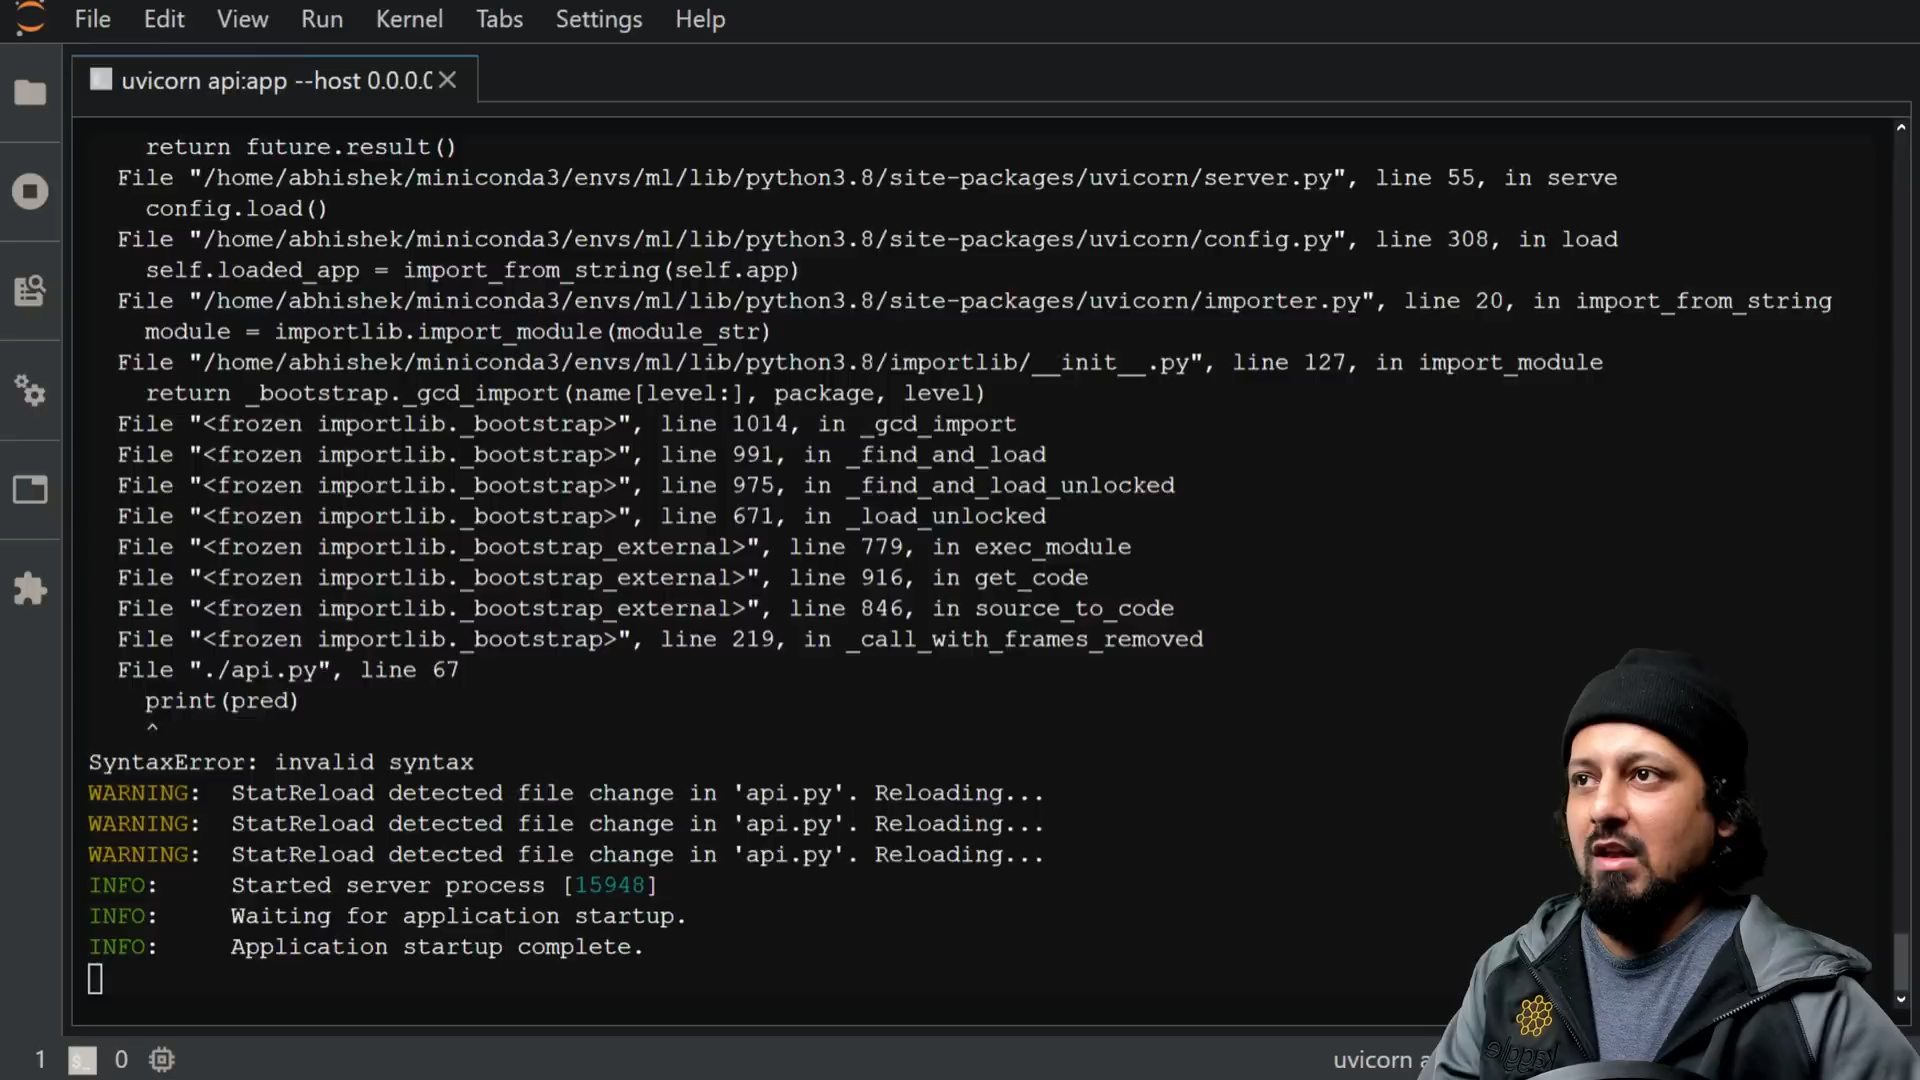 File Edit View Run Kernel Tabs Settings Help
uvicorn api:app --host 0.0.0.0
return future.result()
File "/home/abhishek/miniconda3/envs/ml/lib/python3.8/site-packages/uvicorn/server.py", line 55, in serve
config.load()
File "/home/abhishek/miniconda3/envs/ml/lib/python3.8/site-packages/uvicorn/config.py", line 308, in load
self.loaded_app = import_from_string(self.app)
File "/home/abhishek/miniconda3/envs/ml/lib/python3.8/site-packages/uvicorn/importer.py", line 20, in import_from_string
module = importlib.import_module(module_str)
File "/home/abhishek/miniconda3/envs/ml/lib/python3.8/importlib/__init__.py", line 127, in import_module
return _bootstrap._gcd_import(name[level:], package, level)
File "<frozen importlib._bootstrap>", line 1014, in _gcd_import
File "<frozen importlib._bootstrap>", line 991, in _find_and_load
File "<frozen importlib._bootstrap>", line 975, in _find_and_load_unlocked
File "<frozen importlib._bootstrap>", line 671, in _load_unlocked
File "<frozen importlib._bootstrap_external>", line 779, in exec_module
File "<frozen importlib._bootstrap_external>", line 916, in get_code
File "<frozen importlib._bootstrap_external>", line 846, in source_to_code
File "<frozen importlib._bootstrap>", line 219, in _call_with_frames_removed
File "./api.py", line 67
print(pred)
^
SyntaxError: invalid syntax
WARNING: StatReload detected file change in 'api.py'. Reloading...
WARNING: StatReload detected file change in 'api.py'. Reloading...
WARNING: StatReload detected file change in 'api.py'. Reloading...
INFO: Started server process [15948]
INFO: Waiting for application startup.
INFO: Application startup complete.
kaggle
1 $_ 0 uvicorn a